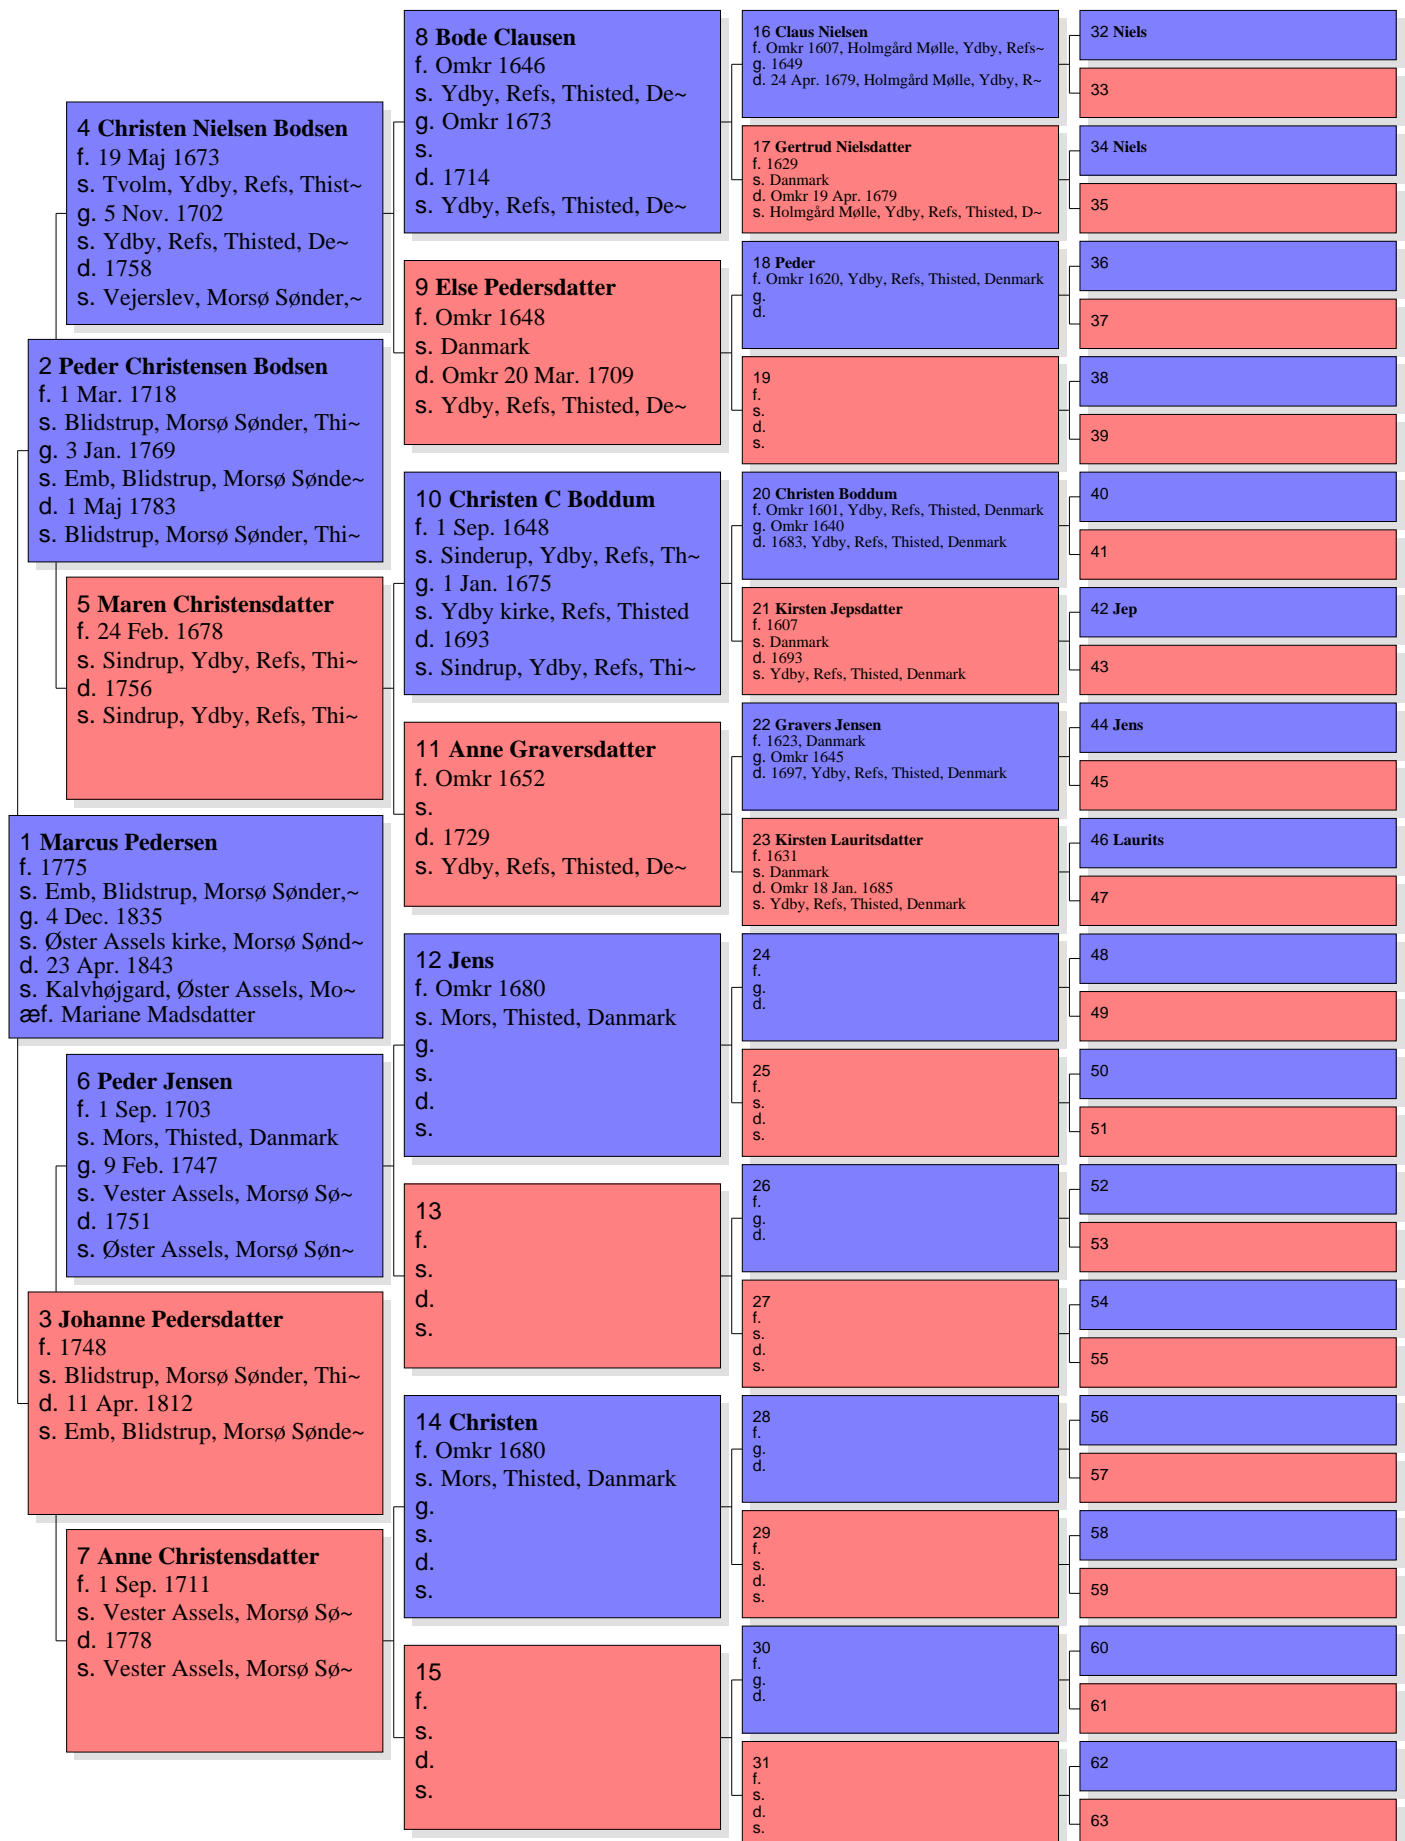 1 Marcus Pedersen
f. 1775
s. Emb, Blidstrup, Morsø Sønder,~
g. 4 Dec. 1835
s. Øster Assels kirke, Morsø Sønd~
d. 23 Apr. 1843
s. Kalvhøjgard, Øster Assels, Mo~
æf. Mariane Madsdatter
2 Peder Christensen Bodsen
f. 1 Mar. 1718
s. Blidstrup, Morsø Sønder, Thi~
g. 3 Jan. 1769
s. Emb, Blidstrup, Morsø Sønde~
d. 1 Maj 1783
s. Blidstrup, Morsø Sønder, Thi~
3 Johanne Pedersdatter
f. 1748
s. Blidstrup, Morsø Sønder, Thi~
d. 11 Apr. 1812
s. Emb, Blidstrup, Morsø Sønde~
4 Christen Nielsen Bodsen
f. 19 Maj 1673
s. Tvolm, Ydby, Refs, Thist~
g. 5 Nov. 1702
s. Ydby, Refs, Thisted, De~
d. 1758
s. Vejerslev, Morsø Sønder,~
5 Maren Christensdatter
f. 24 Feb. 1678
s. Sindrup, Ydby, Refs, Thi~
d. 1756
s. Sindrup, Ydby, Refs, Thi~
6 Peder Jensen
f. 1 Sep. 1703
s. Mors, Thisted, Danmark
g. 9 Feb. 1747
s. Vester Assels, Morsø Sø~
d. 1751
s. Øster Assels, Morsø Søn~
7 Anne Christensdatter
f. 1 Sep. 1711
s. Vester Assels, Morsø Sø~
d. 1778
s. Vester Assels, Morsø Sø~
8 Bode Clausen
f. Omkr 1646
s. Ydby, Refs, Thisted, De~
g. Omkr 1673
s.
d. 1714
s. Ydby, Refs, Thisted, De~
9 Else Pedersdatter
f. Omkr 1648
s. Danmark
d. Omkr 20 Mar. 1709
s. Ydby, Refs, Thisted, De~
10 Christen C Boddum
f. 1 Sep. 1648
s. Sinderup, Ydby, Refs, Th~
g. 1 Jan. 1675
s. Ydby kirke, Refs, Thisted
d. 1693
s. Sindrup, Ydby, Refs, Thi~
11 Anne Graversdatter
f. Omkr 1652
s.
d. 1729
s. Ydby, Refs, Thisted, De~
12 Jens
f. Omkr 1680
s. Mors, Thisted, Danmark
g.
s.
d.
s.
13
f.
s.
d.
s.
14 Christen
f. Omkr 1680
s. Mors, Thisted, Danmark
g.
s.
d.
s.
15
f.
s.
d.
s.
16 Claus Nielsen
f. Omkr 1607, Holmgård Mølle, Ydby, Refs~
g. 1649
d. 24 Apr. 1679, Holmgård Mølle, Ydby, R~
17 Gertrud Nielsdatter
f. 1629
s. Danmark
d. Omkr 19 Apr. 1679
s. Holmgård Mølle, Ydby, Refs, Thisted, D~
18 Peder
f. Omkr 1620, Ydby, Refs, Thisted, Denmark
g.
d.
19
f.
s.
d.
s.
20 Christen Boddum
f. Omkr 1601, Ydby, Refs, Thisted, Denmark
g. Omkr 1640
d. 1683, Ydby, Refs, Thisted, Denmark
21 Kirsten Jepsdatter
f. 1607
s. Danmark
d. 1693
s. Ydby, Refs, Thisted, Denmark
22 Gravers Jensen
f. 1623, Danmark
g. Omkr 1645
d. 1697, Ydby, Refs, Thisted, Denmark
23 Kirsten Lauritsdatter
f. 1631
s. Danmark
d. Omkr 18 Jan. 1685
s. Ydby, Refs, Thisted, Denmark
24
f.
g.
d.
25
f.
s.
d.
s.
26
f.
g.
d.
27
f.
s.
d.
s.
28
f.
g.
d.
29
f.
s.
d.
s.
30
f.
g.
d.
31
f.
s.
d.
s.
32 Niels
33
34 Niels
35
36
37
38
39
40
41
42 Jep
43
44 Jens
45
46 Laurits
47
48
49
50
51
52
53
54
55
56
57
58
59
60
61
62
63